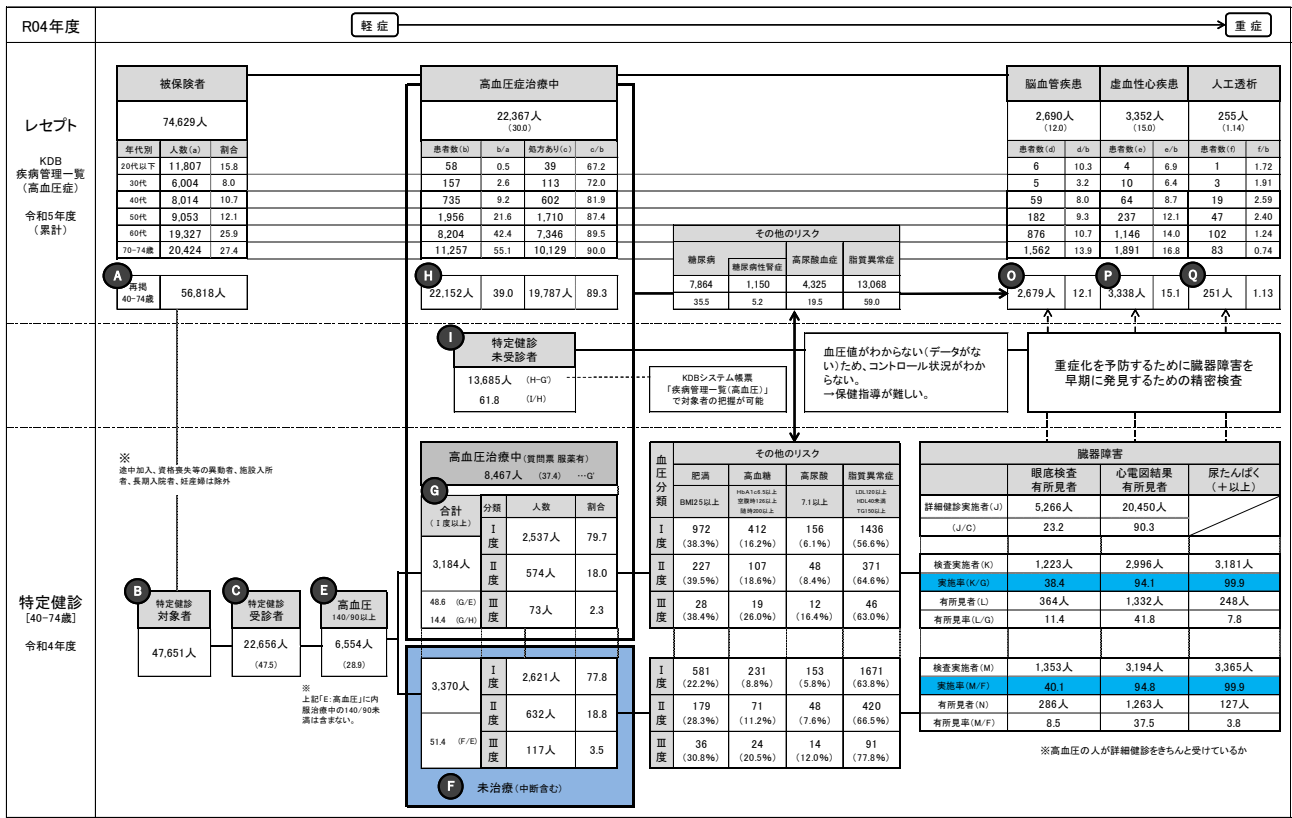 R04年度
軽症
重症
レセプト
KDB
疾病管理一覧
(高血圧症)
令和5年度
(累計)
被保険者
74,629人
年代別 人数(a) 割合
20代以下 11,807 15.8
30代 6,004 8.0
40代 8,014 10.7
50代 9,053 12.1
60代 19,327 25.9
70-74歳 20,424 27.4
A
再掲
40-74歳
56,818人
高血圧症治療中
22,367人
(30.0)
患者数(b) b/a 処方あり(c) c/b
58 0.5 39 67.2
157 2.6 113 72.0
735 9.2 602 81.9
1,956 21.6 1,710 87.4
8,204 42.4 7,346 89.5
11,257 55.1 10,129 90.0
H
22,152人 39.0 19,787人 89.3
その他のリスク
糖尿病 糖尿病性腎症 高尿酸血症 脂質異常症
7,864 1,150 4,325 13,068
35.5 5.2 19.5 59.0
脳血管疾患 虚血性心疾患 人工透析
2,690人 3,352人 255人
(12.0) (15.0) (1.14)
患者数(d) d/b 患者数(e) e/b 患者数(f) f/b
6 10.3 4 6.9 1 1.72
5 3.2 10 6.4 3 1.91
59 8.0 64 8.7 19 2.59
182 9.3 237 12.1 47 2.40
876 10.7 1,146 14.0 102 1.24
1,562 13.9 1,891 16.8 83 0.74
O P Q
2,679人 12.1 3,338人 15.1 251人 1.13
I
特定健診
未受診者
13,685人 (H-G')
61.8 (I/H)
KDBシステム帳票
「疾病管理一覧(高血圧)」
で対象者の把握が可能
血圧値がわからない(データがな
い)ため、コントロール状況がわか
らない。
→保健指導が難しい。
重症化を予防するために臓器障害を
早期に発見するための精密検査
特定健診
[40-74歳]
令和4年度
※
途中加入、資格喪失等の異動者、施設入所
者、長期入院者、妊産婦は除外
B
特定健診
対象者
47,651人
C
特定健診
受診者
22,656人
(47.5)
E
高血圧
140/90以上
6,554人
(28.9)
※
上記「E:高血圧」に内
服治療中の140/90未
満は含まない。
高血圧治療中(質問票 服薬有)
8,467人 (37.4) …G'
G
合計
(Ⅰ度以上)
分類 人数 割合
3,184人
48.6 (G/E)
14.4 (G/H)
Ⅰ度 2,537人 79.7
Ⅱ度 574人 18.0
Ⅲ度 73人 2.3
3,370人
51.4 (F/E)
Ⅰ度 2,621人 77.8
Ⅱ度 632人 18.8
Ⅲ度 117人 3.5
F 未治療(中断含む)
血圧分類
その他のリスク
肥満 高血糖 高尿酸 脂質異常症
BMI25以上
HbA1c6.5以上
空腹時126以上
随時200以上
7.1以上
LDL120以上
HDL40未満
TG150以上
Ⅰ度 972 412 156 1436
(38.3%) (16.2%) (6.1%) (56.6%)
Ⅱ度 227 107 48 371
(39.5%) (18.6%) (8.4%) (64.6%)
Ⅲ度 28 19 12 46
(38.4%) (26.0%) (16.4%) (63.0%)
Ⅰ度 581 231 153 1671
(22.2%) (8.8%) (5.8%) (63.8%)
Ⅱ度 179 71 48 420
(28.3%) (11.2%) (7.6%) (66.5%)
Ⅲ度 36 24 14 91
(30.8%) (20.5%) (12.0%) (77.8%)
臓器障害
眼底検査
有所見者
心電図結果
有所見者
尿たんぱく
(+以上)
詳細健診実施者(J) 5,266人 20,450人
(J/C) 23.2 90.3
検査実施者(K) 1,223人 2,996人 3,181人
実施率(K/G) 38.4 94.1 99.9
有所見者(L) 364人 1,332人 248人
有所見率(L/G) 11.4 41.8 7.8
検査実施者(M) 1,353人 3,194人 3,365人
実施率(M/F) 40.1 94.8 99.9
有所見者(N) 286人 1,263人 127人
有所見率(M/F) 8.5 37.5 3.8
※高血圧の人が詳細健診をきちんと受けているか